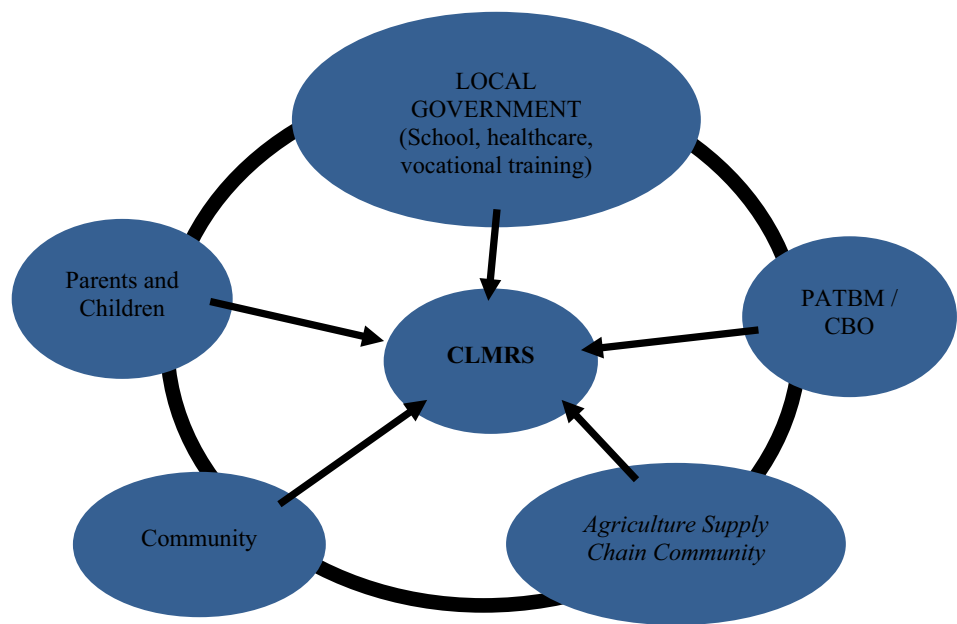 LOCAL
GOVERNMENT
(School, healthcare,
vocational training)
Parents and
Children
PATBM /
CBO
CLMRS
Community
Agriculture Supply
Chain Community